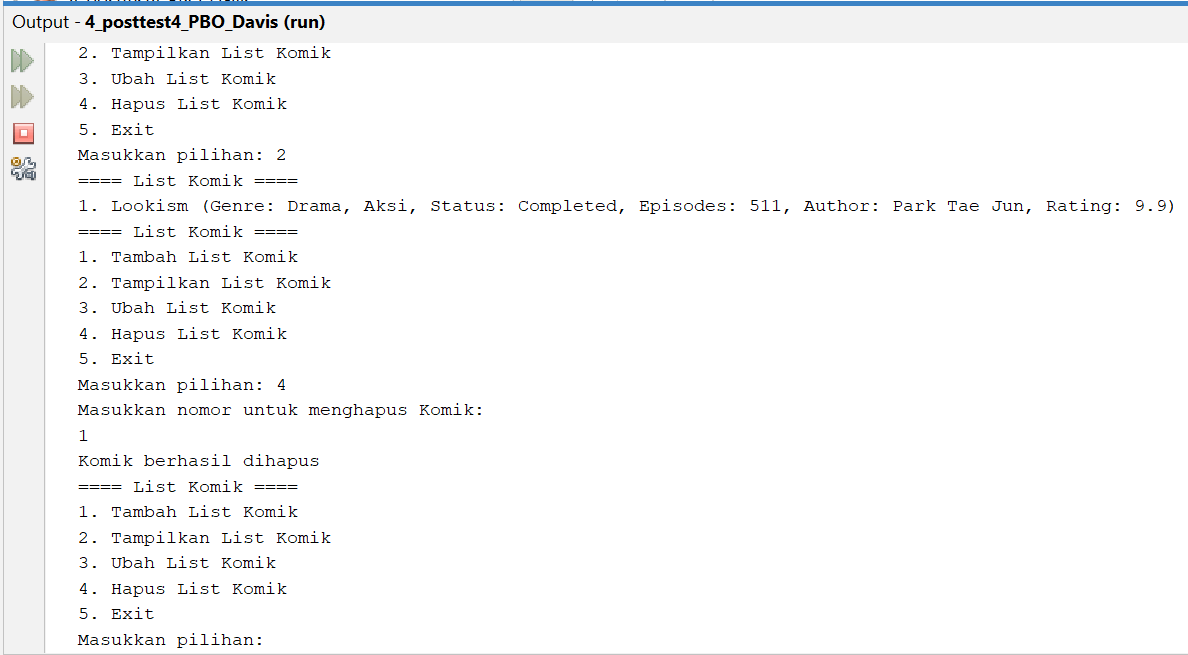 Output - 4_posttest4_PBO_Davis (run)
2. Tampilkan List Komik
3. Ubah List Komik
4. Hapus List Komik
5. Exit
Masukkan pilihan: 2
==== List Komik ====
1. Lookism (Genre: Drama, Aksi, Status: Completed, Episodes: 511, Author: Park Tae Jun, Rating: 9.9)
==== List Komik ====
1. Tambah List Komik
2. Tampilkan List Komik
3. Ubah List Komik
4. Hapus List Komik
5. Exit
Masukkan pilihan: 4
Masukkan nomor untuk menghapus Komik:
1
Komik berhasil dihapus
==== List Komik ====
1. Tambah List Komik
2. Tampilkan List Komik
3. Ubah List Komik
4. Hapus List Komik
5. Exit
Masukkan pilihan: